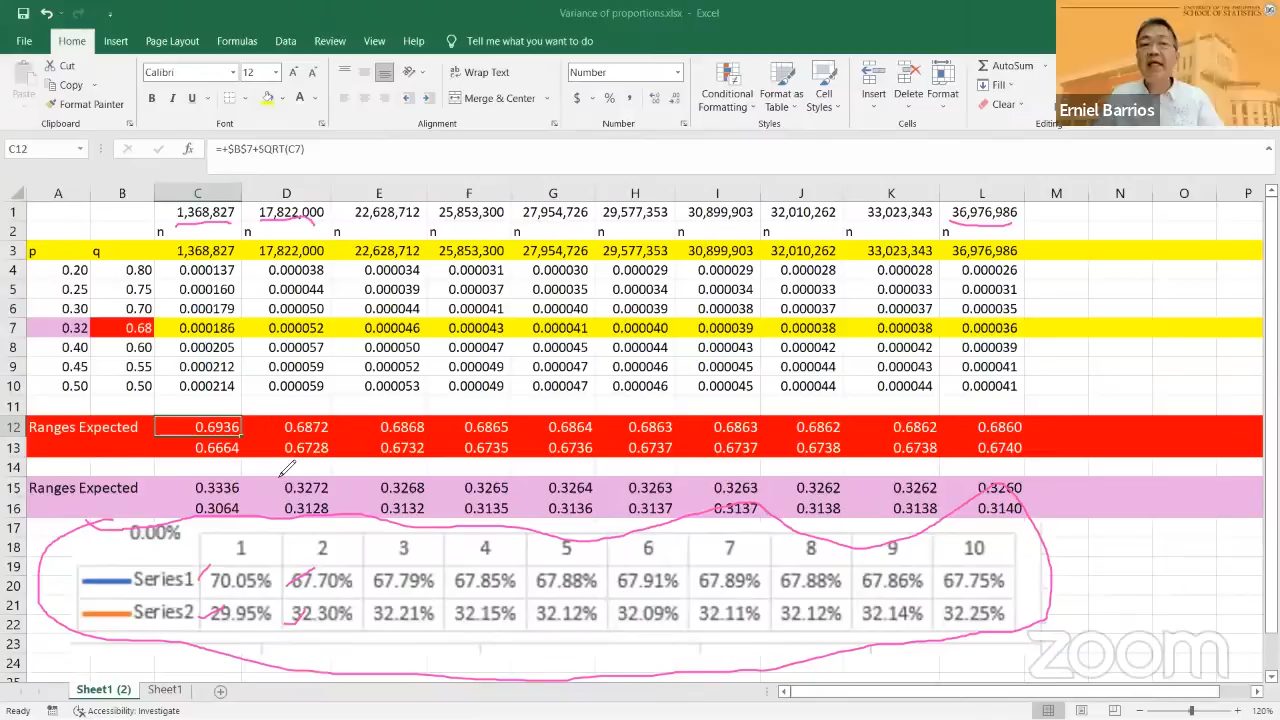 Variance of proportions.xlsx - Excel
SCHOOL OF STATISTICS
File Home Insert Page Layout Formulas Data Review View Help Tell me what you want to do
Cut
Copy
Format Painter
Paste
Calibri 12
B I U
Wrap Text
Merge & Center
Number
$ % ,
Conditional Formatting
Format as Table
Cell Styles
Insert Delete Format
AutoSum
Fill
Clear
Clipboard Font Alignment Number Styles Cells Editing
Erniel Barrios
C12 fx =+$B$7+SQRT(C7)
A B C D E F G H I J K L M N O P
1 1,368,827 17,822,000 22,628,712 25,853,300 27,954,726 29,577,353 30,899,903 32,010,262 33,023,343 36,976,986
2 n n n n n n n n n n
3 p q 1,368,827 17,822,000 22,628,712 25,853,300 27,954,726 29,577,353 30,899,903 32,010,262 33,023,343 36,976,986
4 0.20 0.80 0.000137 0.000038 0.000034 0.000031 0.000030 0.000029 0.000029 0.000028 0.000028 0.000026
5 0.25 0.75 0.000160 0.000044 0.000039 0.000037 0.000035 0.000034 0.000034 0.000033 0.000033 0.000031
6 0.30 0.70 0.000179 0.000050 0.000044 0.000041 0.000040 0.000039 0.000038 0.000037 0.000037 0.000035
7 0.32 0.68 0.000186 0.000052 0.000046 0.000043 0.000041 0.000040 0.000039 0.000038 0.000038 0.000036
8 0.40 0.60 0.000205 0.000057 0.000050 0.000047 0.000045 0.000044 0.000043 0.000042 0.000042 0.000039
9 0.45 0.55 0.000212 0.000059 0.000052 0.000049 0.000047 0.000046 0.000045 0.000044 0.000043 0.000041
10 0.50 0.50 0.000214 0.000059 0.000053 0.000049 0.000047 0.000046 0.000045 0.000044 0.000044 0.000041
11
12 Ranges Expected 0.6936 0.6872 0.6868 0.6865 0.6864 0.6863 0.6863 0.6862 0.6862 0.6860
13 0.6664 0.6728 0.6732 0.6735 0.6736 0.6737 0.6737 0.6738 0.6738 0.6740
14
15 Ranges Expected 0.3336 0.3272 0.3268 0.3265 0.3264 0.3263 0.3263 0.3262 0.3262 0.3260
16 0.3064 0.3128 0.3132 0.3135 0.3136 0.3137 0.3137 0.3138 0.3138 0.3140
17 0.00%
18 1 2 3 4 5 6 7 8 9 10
19
20 Series1 70.05% 67.70% 67.79% 67.85% 67.88% 67.91% 67.89% 67.88% 67.86% 67.75%
21 Series2 29.95% 32.30% 32.21% 32.15% 32.12% 32.09% 32.11% 32.12% 32.14% 32.25%
22
23
24
zoom
Sheet1 (2) Sheet1
Ready Accessibility: Investigate 120%